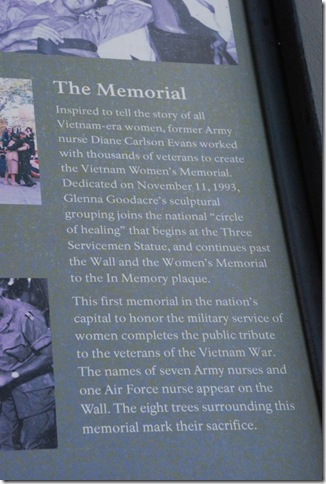 The Memorial
Inspired to tell the story of all
Vietnam-era women, former Army
nurse Diane Carlson Evans worked
with thousands of veterans to create
the Vietnam Women's Memorial.
Dedicated on November 11, 1993,
Glenna Goodacre's sculptural
grouping joins the national "circle
of healing" that begins at the Three
Servicemen Statue, and continues past
the Wall and the Women's Memorial
to the In Memory plaque.
This first memorial in the nation's
capital to honor the military service of
women completes the public tribute
to the veterans of the Vietnam War.
The names of seven Army nurses and
one Air Force nurse appear on the
Wall. The eight trees surrounding this
memorial mark their sacrifice.